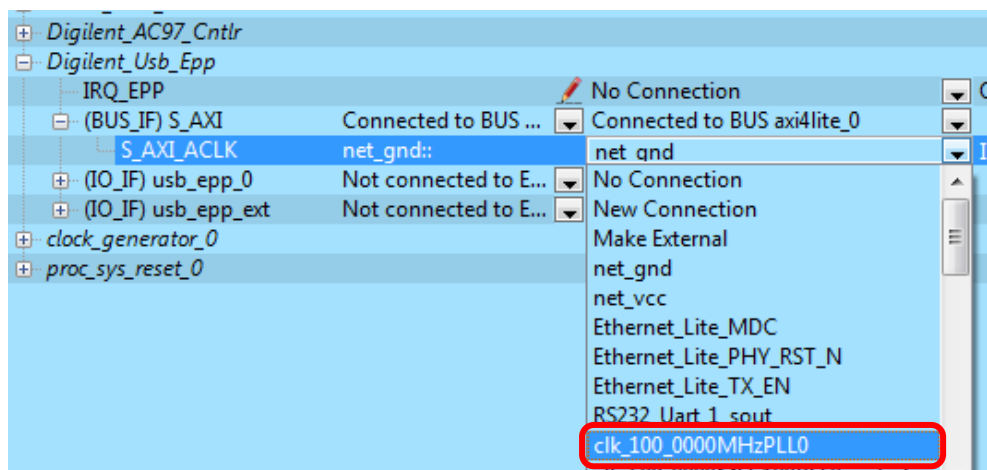 Digilent_AC97_Cntlr
Digilent_Usb_Epp
IRQ_EPP No Connection
(BUS_IF) S_AXI Connected to BUS ... Connected to BUS axi4lite_0
S_AXI_ACLK net_gnd:: net_gnd
(IO_IF) usb_epp_0 Not connected to E... No Connection
(IO_IF) usb_epp_ext Not connected to E... New Connection
clock_generator_0 Make External
proc_sys_reset_0 net_gnd
net_vcc
Ethernet_Lite_MDC
Ethernet_Lite_PHY_RST_N
Ethernet_Lite_TX_EN
RS232_Uart_1_sout
clk_100_0000MHzPLL0